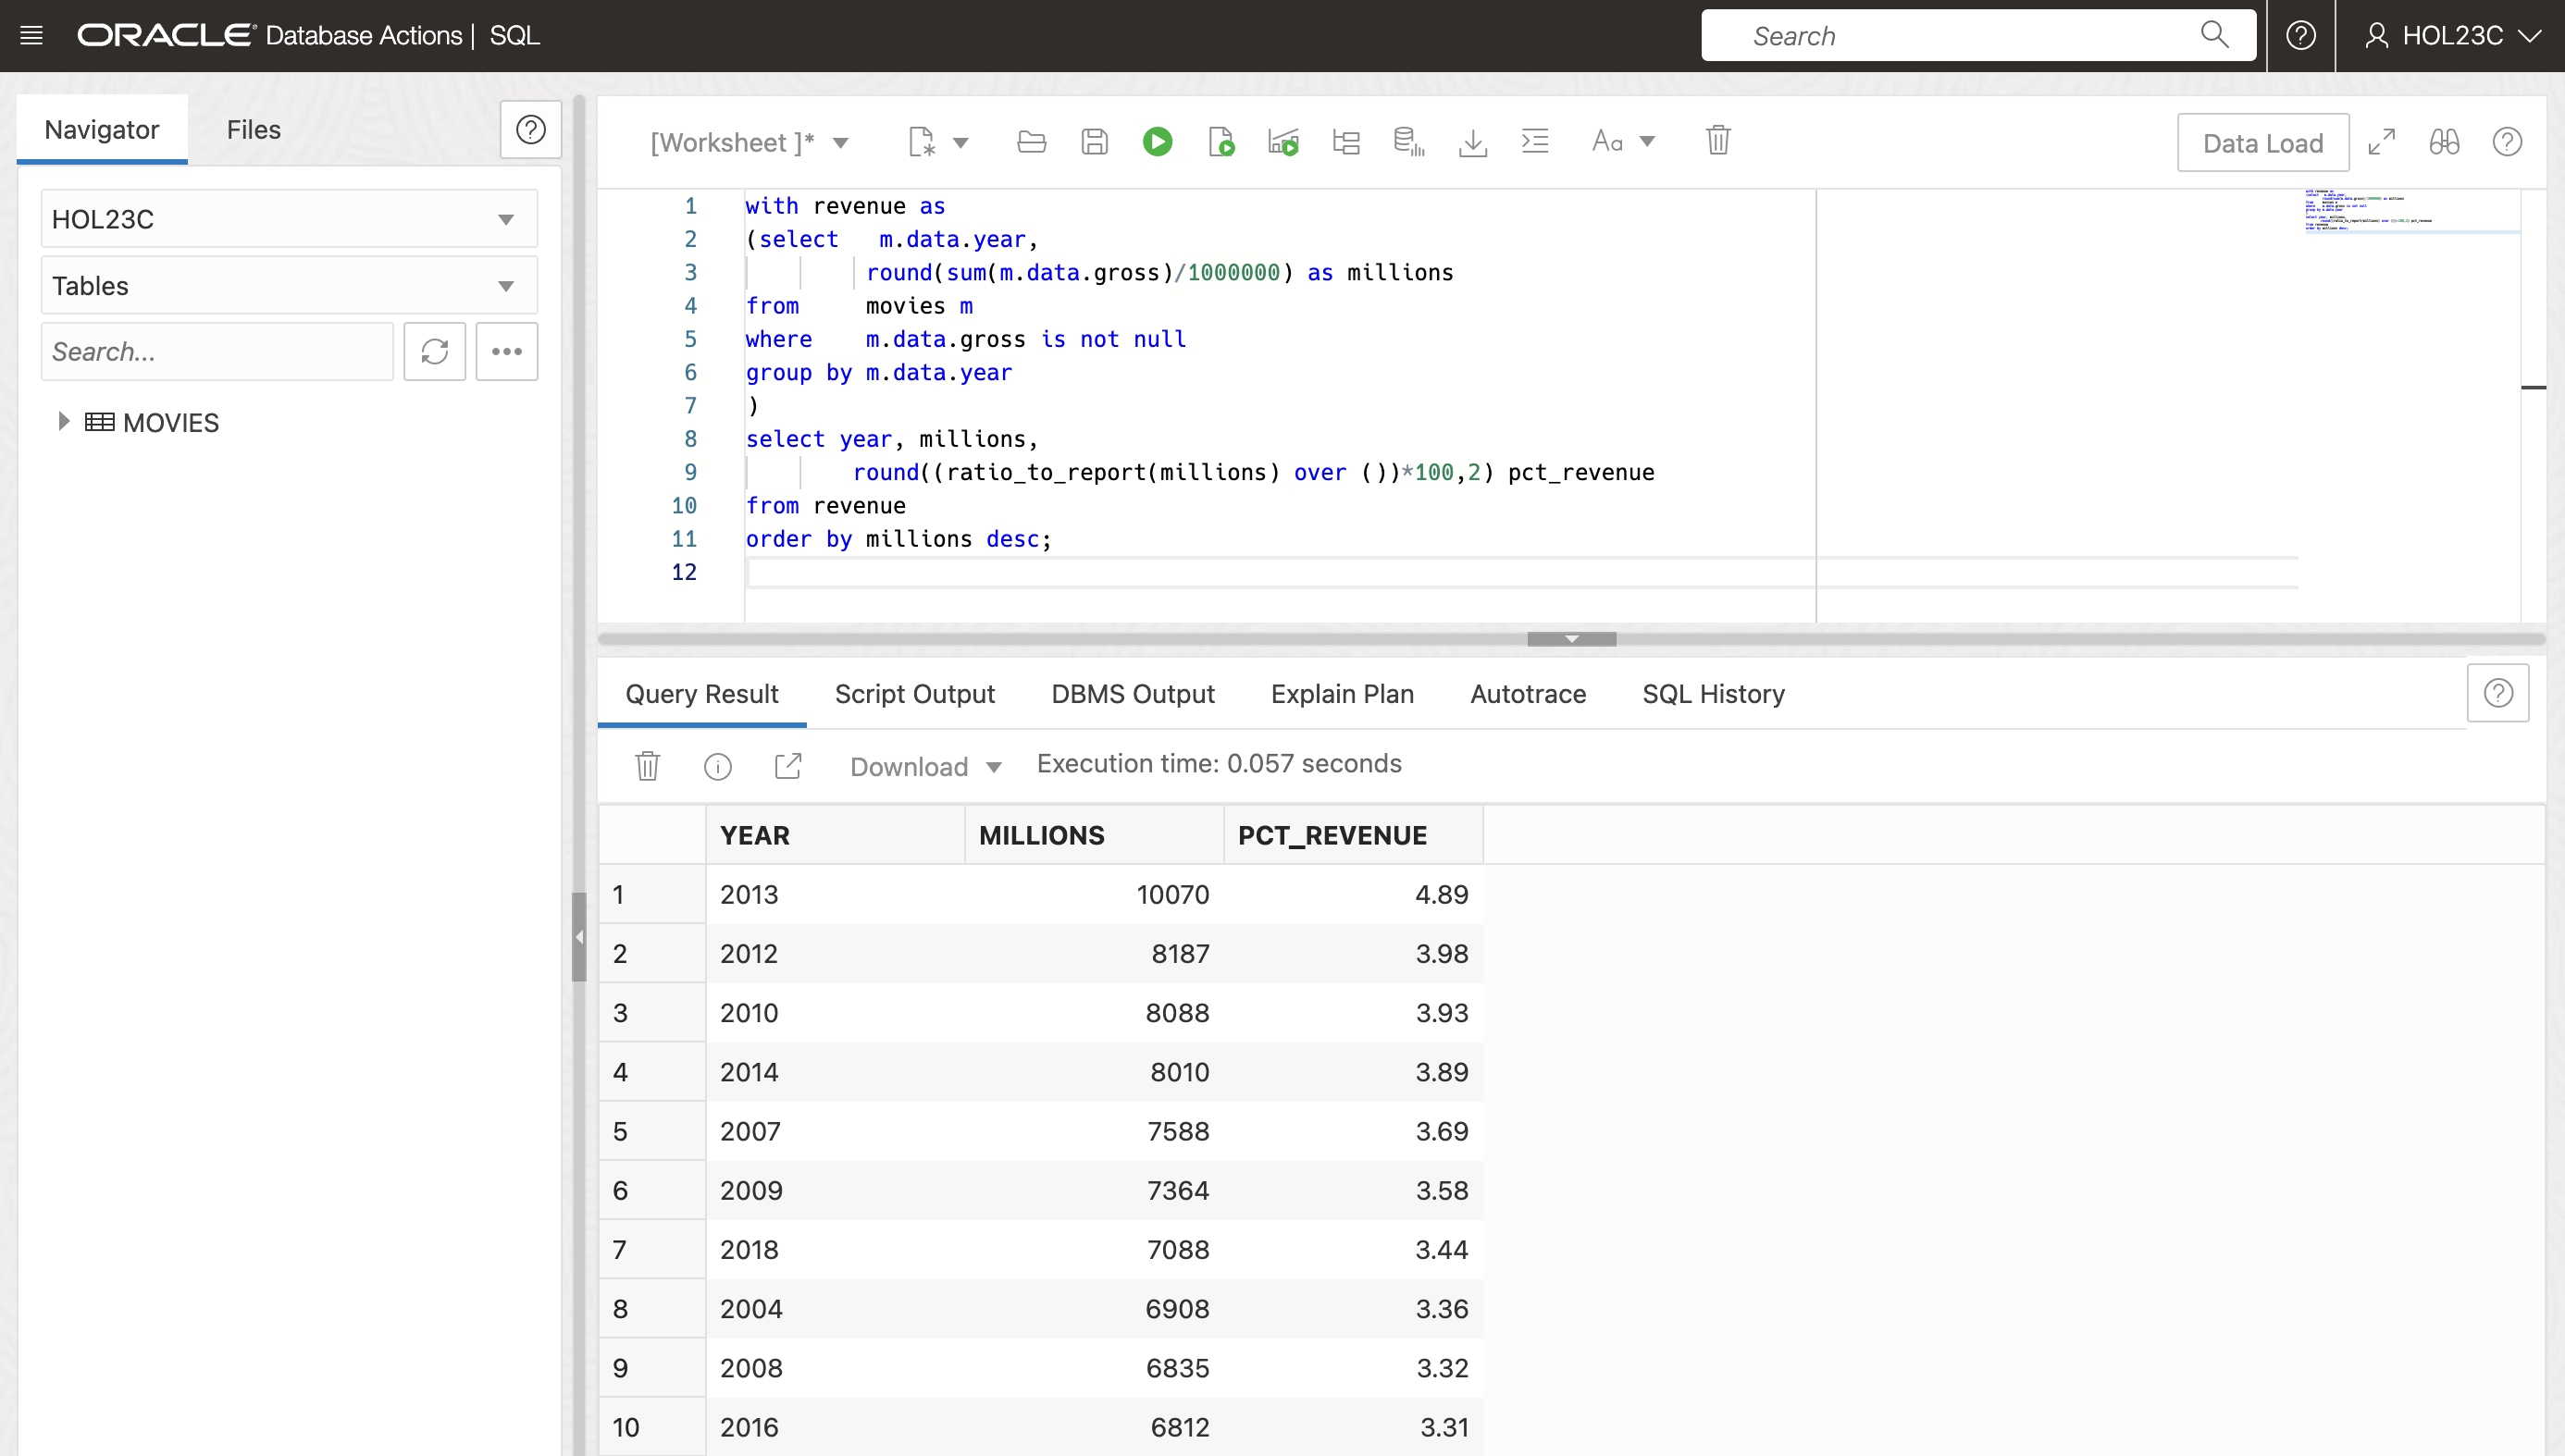 ORACLE Database Actions | SQL
Search
HOL23C
Navigator
Files
HOL23C
Tables
Search...
MOVIES
[Worksheet ]*
Aa
Data Load
1 with revenue as
2 (select   m.data.year,
3          round(sum(m.data.gross)/1000000) as millions
4 from     movies m
5 where    m.data.gross is not null
6 group by m.data.year
7 )
8 select year, millions,
9         round((ratio_to_report(millions) over ())*100,2) pct_revenue
10 from revenue
11 order by millions desc;
12
Query Result
Script Output
DBMS Output
Explain Plan
Autotrace
SQL History
Download
Execution time: 0.057 seconds
YEAR MILLIONS PCT_REVENUE
1 2013 10070 4.89
2 2012 8187 3.98
3 2010 8088 3.93
4 2014 8010 3.89
5 2007 7588 3.69
6 2009 7364 3.58
7 2018 7088 3.44
8 2004 6908 3.36
9 2008 6835 3.32
10 2016 6812 3.31